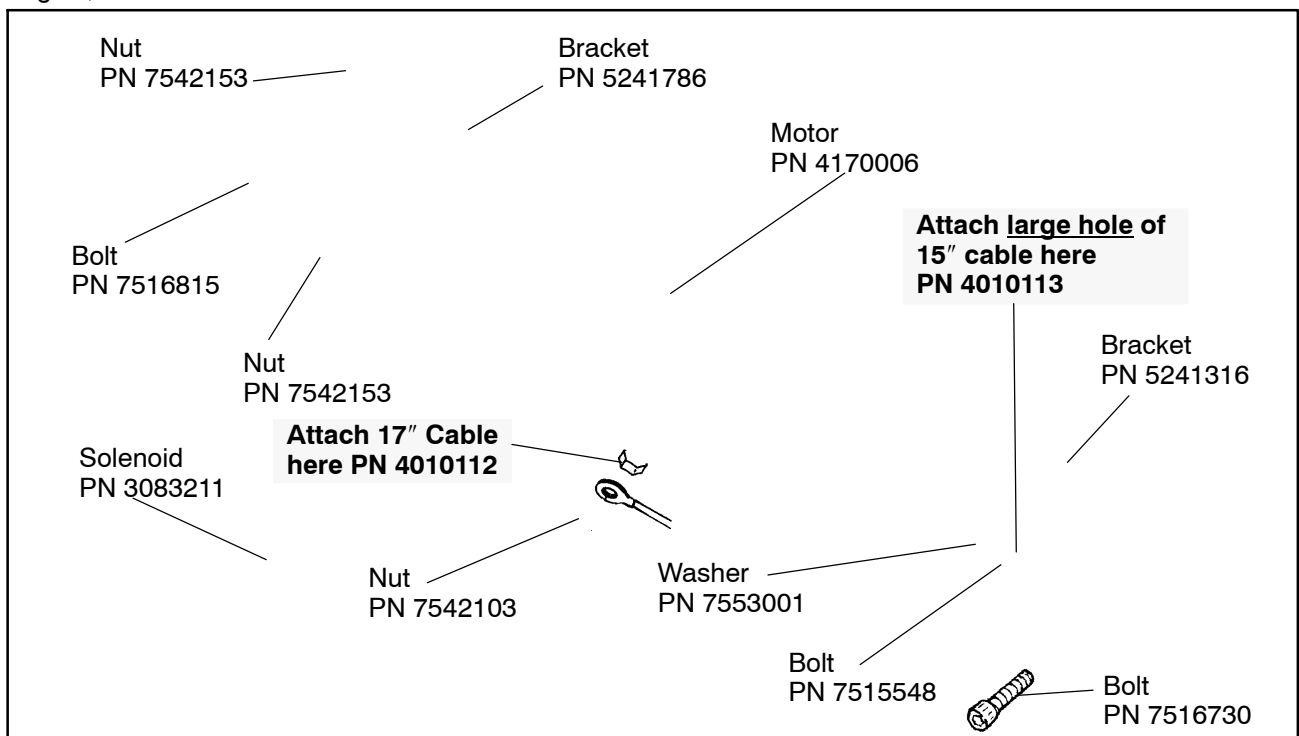 Nut
PN 7542153
Bracket
PN 5241786
Motor
PN 4170006
Attach large hole of
15″ cable here
PN 4010113
Bolt
PN 7516815
Bracket
PN 5241316
Nut
PN 7542153
Attach 17″ Cable
here PN 4010112
Solenoid
PN 3083211
Nut
PN 7542103
Washer
PN 7553001
Bolt
PN 7515548
Bolt
PN 7516730